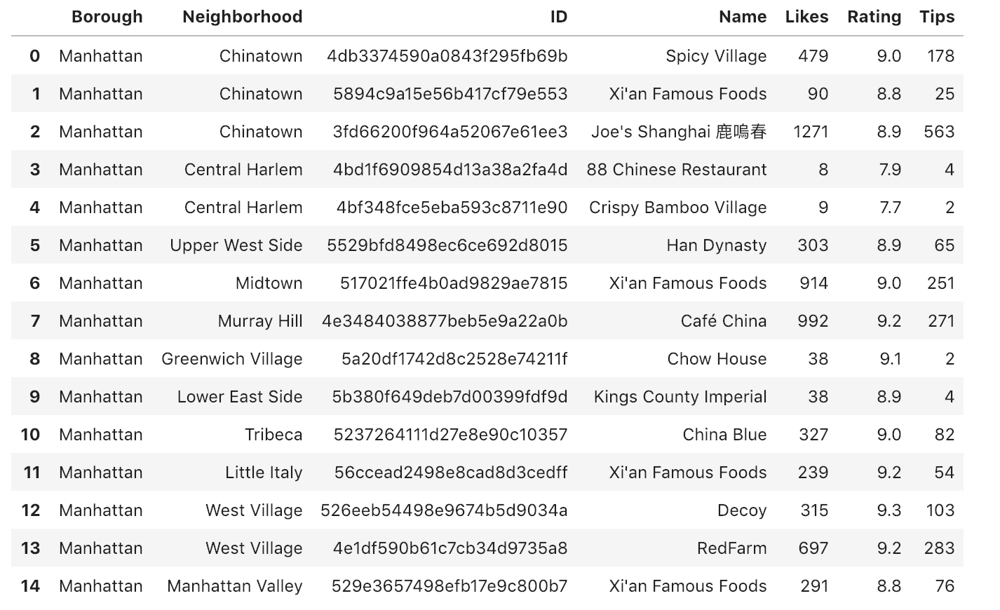 Borough Neighborhood ID Name Likes Rating Tips
0 Manhattan Chinatown 4db3374590a0843f295fb69b Spicy Village 479 9.0 178
1 Manhattan Chinatown 5894c9a15e56b417cf79e553 Xi'an Famous Foods 90 8.8 25
2 Manhattan Chinatown 3fd66200f964a52067e61ee3 Joe's Shanghai 鹿嗚春 1271 8.9 563
3 Manhattan Central Harlem 4bd1f6909854d13a38a2fa4d 88 Chinese Restaurant 8 7.9 4
4 Manhattan Central Harlem 4bf348fce5eba593c8711e90 Crispy Bamboo Village 9 7.7 2
5 Manhattan Upper West Side 5529bfd8498ec6ce692d8015 Han Dynasty 303 8.9 65
6 Manhattan Midtown 517021ffe4b0ad9829ae7815 Xi'an Famous Foods 914 9.0 251
7 Manhattan Murray Hill 4e3484038877beb5e9a22a0b Café China 992 9.2 271
8 Manhattan Greenwich Village 5a20df1742d8c2528e74211f Chow House 38 9.1 2
9 Manhattan Lower East Side 5b380f649deb7d00399fdf9d Kings County Imperial 38 8.9 4
10 Manhattan Tribeca 5237264111d27e8e90c10357 China Blue 327 9.0 82
11 Manhattan Little Italy 56ccead2498e8cad8d3cedff Xi'an Famous Foods 239 9.2 54
12 Manhattan West Village 526eeb54498e9674b5d9034a Decoy 315 9.3 103
13 Manhattan West Village 4e1df590b61c7cb34d9735a8 RedFarm 697 9.2 283
14 Manhattan Manhattan Valley 529e3657498efb17e9c800b7 Xi'an Famous Foods 291 8.8 76